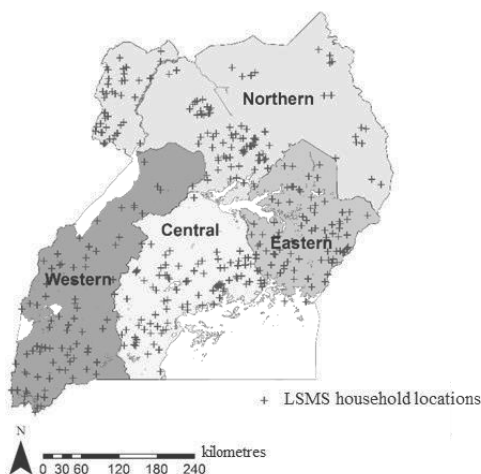 Northern
Central
Eastern
Western
+ LSMS household locations
N
kilometres
0 30 60 120 180 240